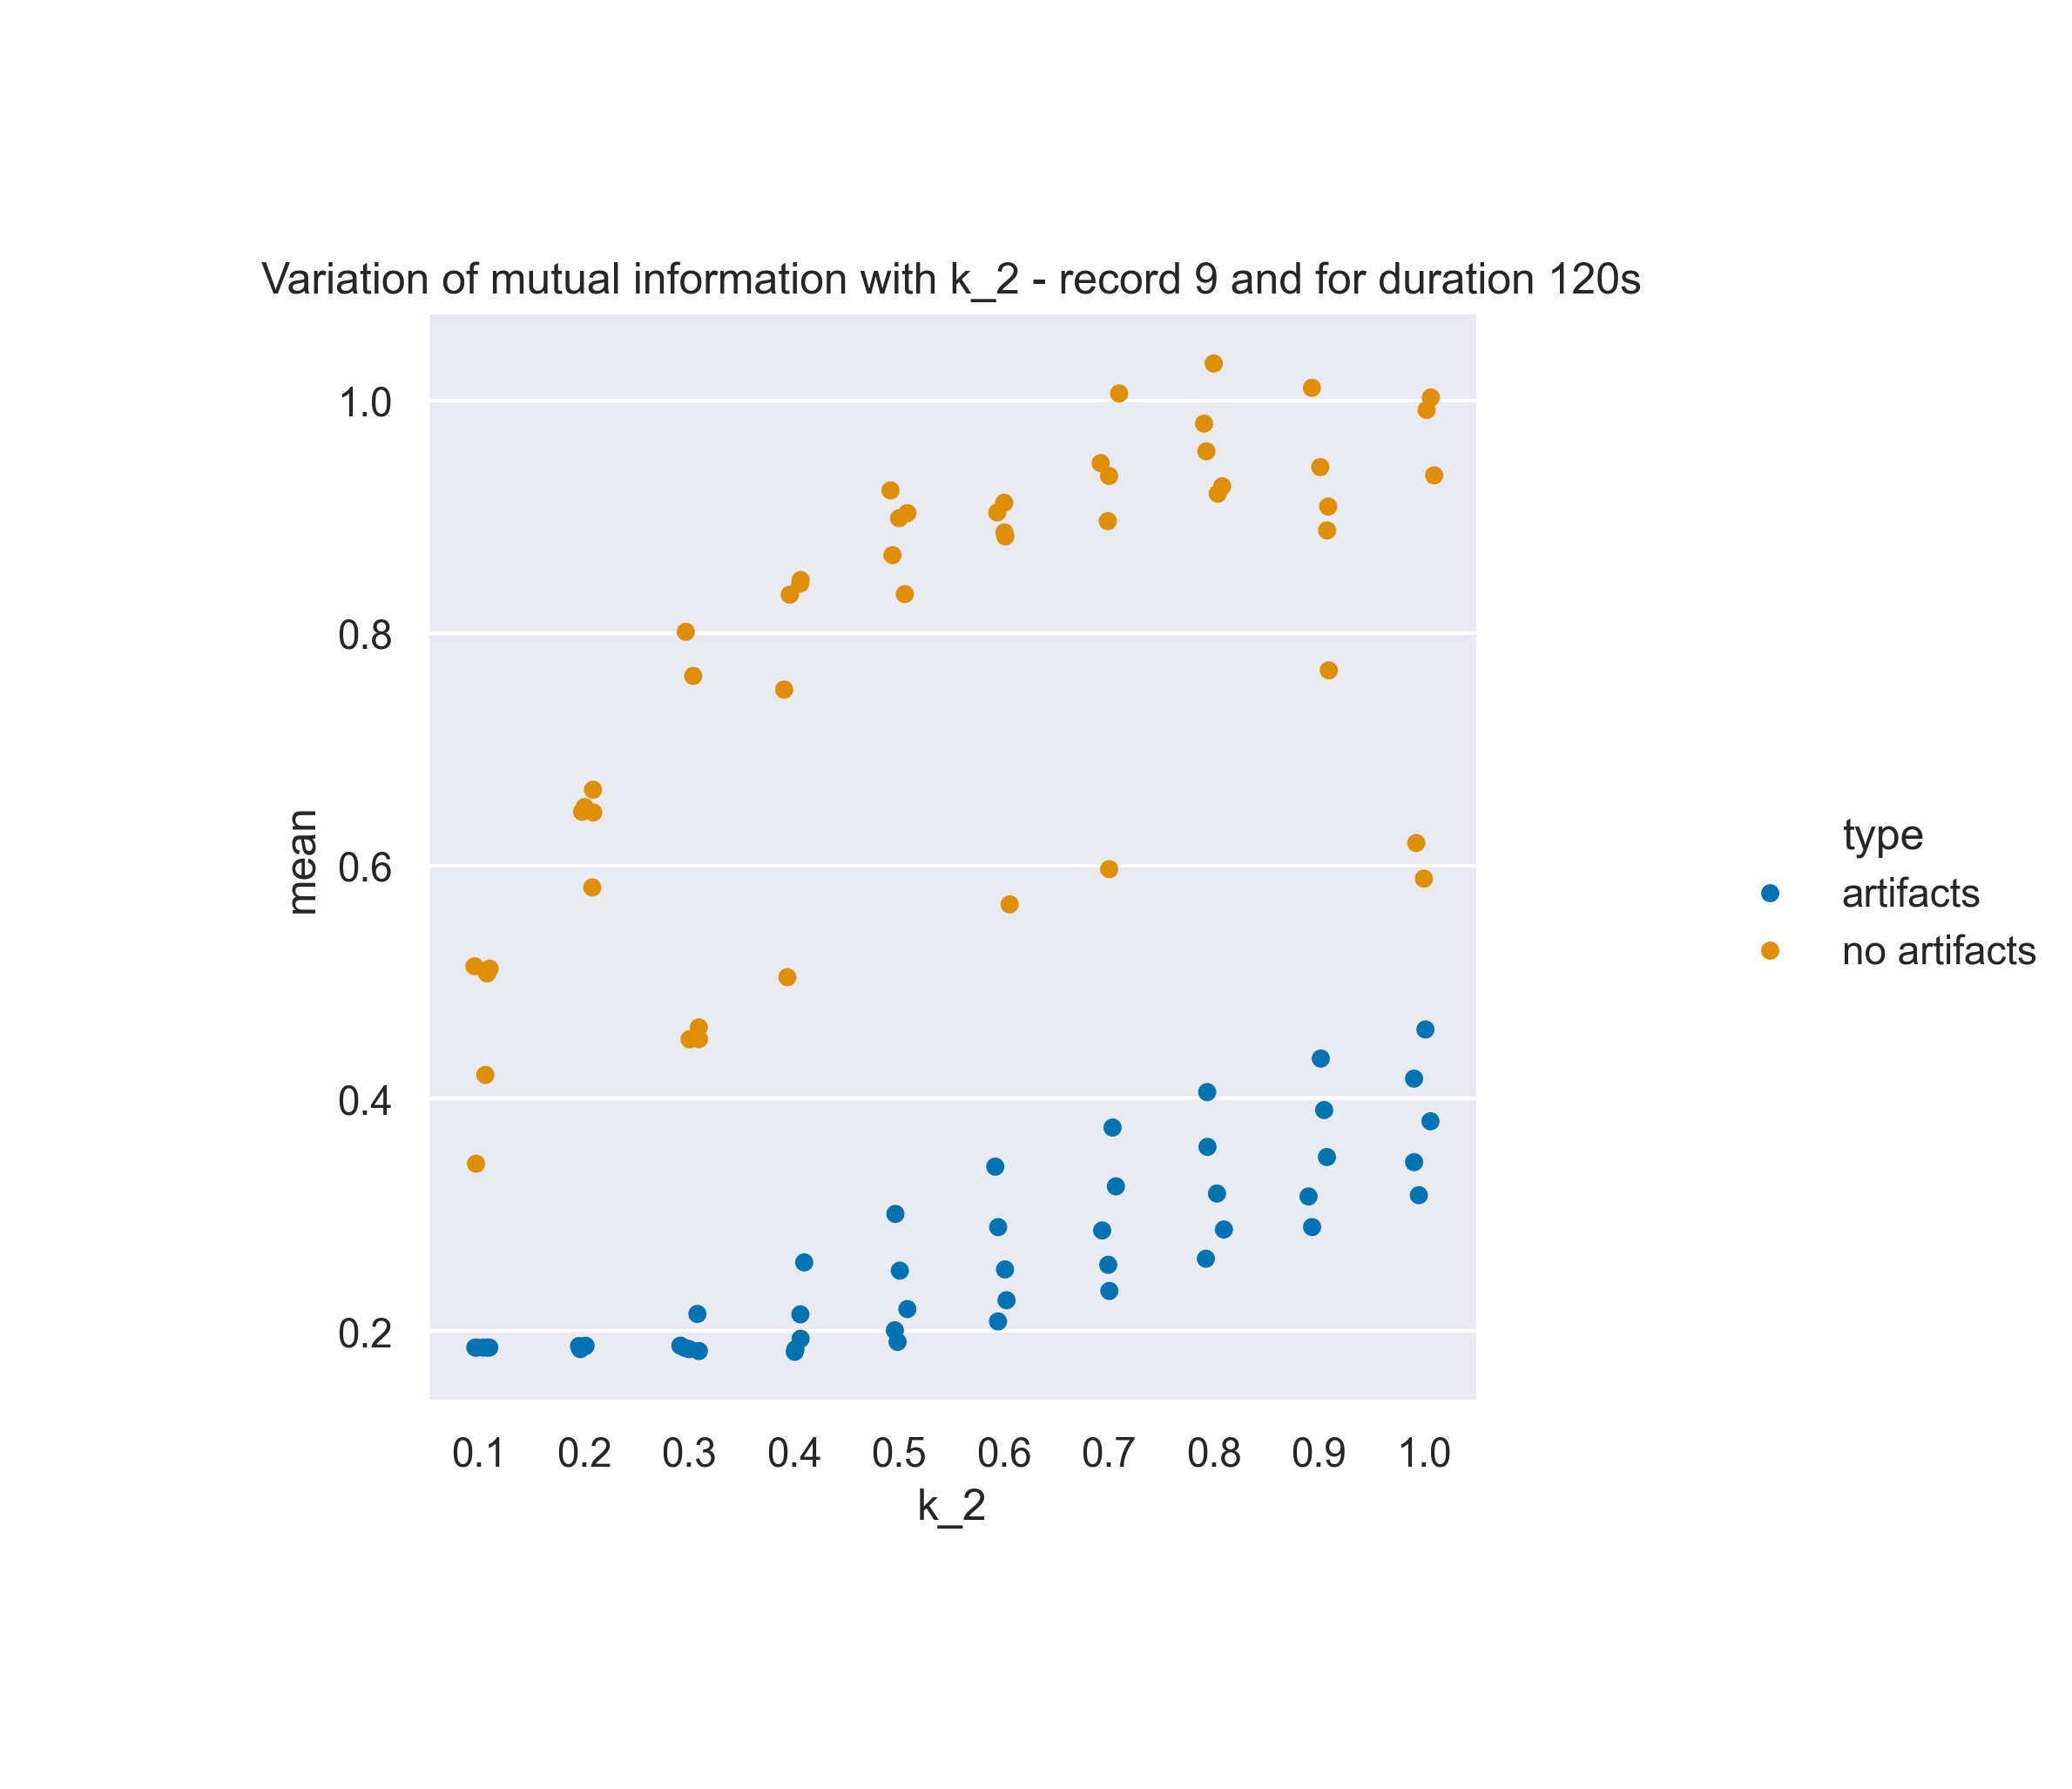 Variation of mutual information with k_2 - record 9 and for duration 120s
1.0
0.8
0.6
0.4
0.2
mean
0.1 0.2 0.3 0.4 0.5 0.6 0.7 0.8 0.9 1.0
k_2
type
artifacts
no artifacts